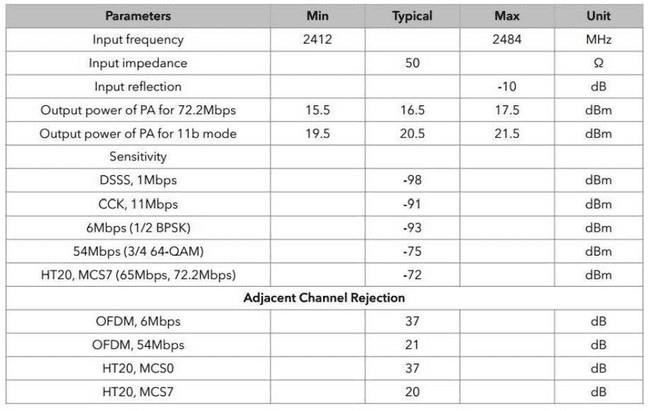 Parameters Min Typical Max Unit
Input frequency 2412 2484 MHz
Input impedance 50 Ω
Input reflection -10 dB
Output power of PA for 72.2Mbps 15.5 16.5 17.5 dBm
Output power of PA for 11b mode 19.5 20.5 21.5 dBm
Sensitivity
DSSS, 1Mbps -98 dBm
CCK, 11Mbps -91 dBm
6Mbps (1/2 BPSK) -93 dBm
54Mbps (3/4 64-QAM) -75 dBm
HT20, MCS7 (65Mbps, 72.2Mbps) -72 dBm
Adjacent Channel Rejection
OFDM, 6Mbps 37 dB
OFDM, 54Mbps 21 dB
HT20, MCS0 37 dB
HT20, MCS7 20 dB